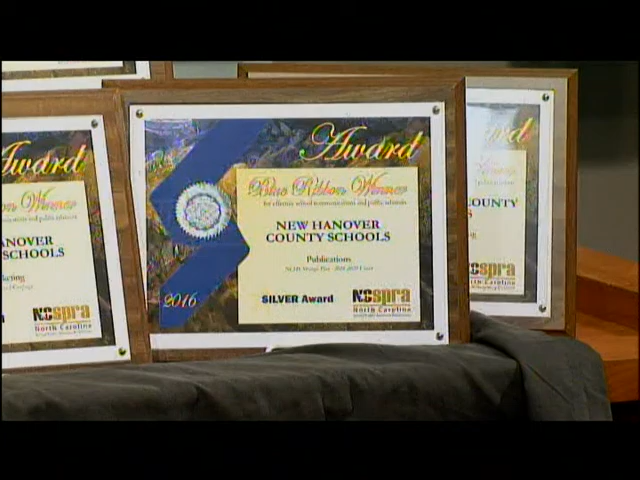 Award
Blue Ribbon Winner
for effective school communications and public relations
NEW HANOVER
COUNTY SCHOOLS
Publications
2016
SILVER Award
NCSpra
North Carolina
Award
Ribbon Winner
HANOVER
SCHOOLS
NCSpra
North Carolina
Award
COUNTY
NCSpra